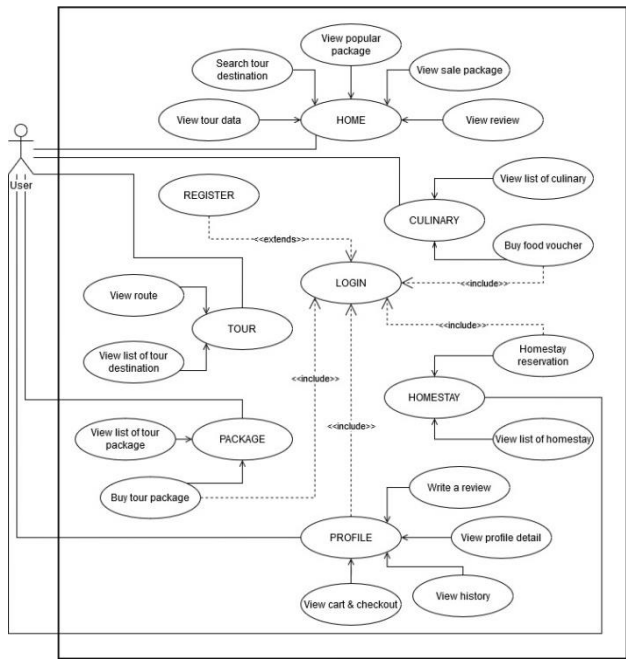 View popular
package
Search tour
destination
View sale package
View tour data
HOME
View review
User
REGISTER
View list of culinary
CULINARY
<<extends>>
Buy food voucher
LOGIN
<<include>>
View route
TOUR
<<include>>
Homestay
reservation
View list of tour
destination
<<include>>
HOMESTAY
View list of tour
package
PACKAGE
<<include>>
View list of homestay
Buy tour package
Write a review
PROFILE
View profile detail
View cart & checkout
View history